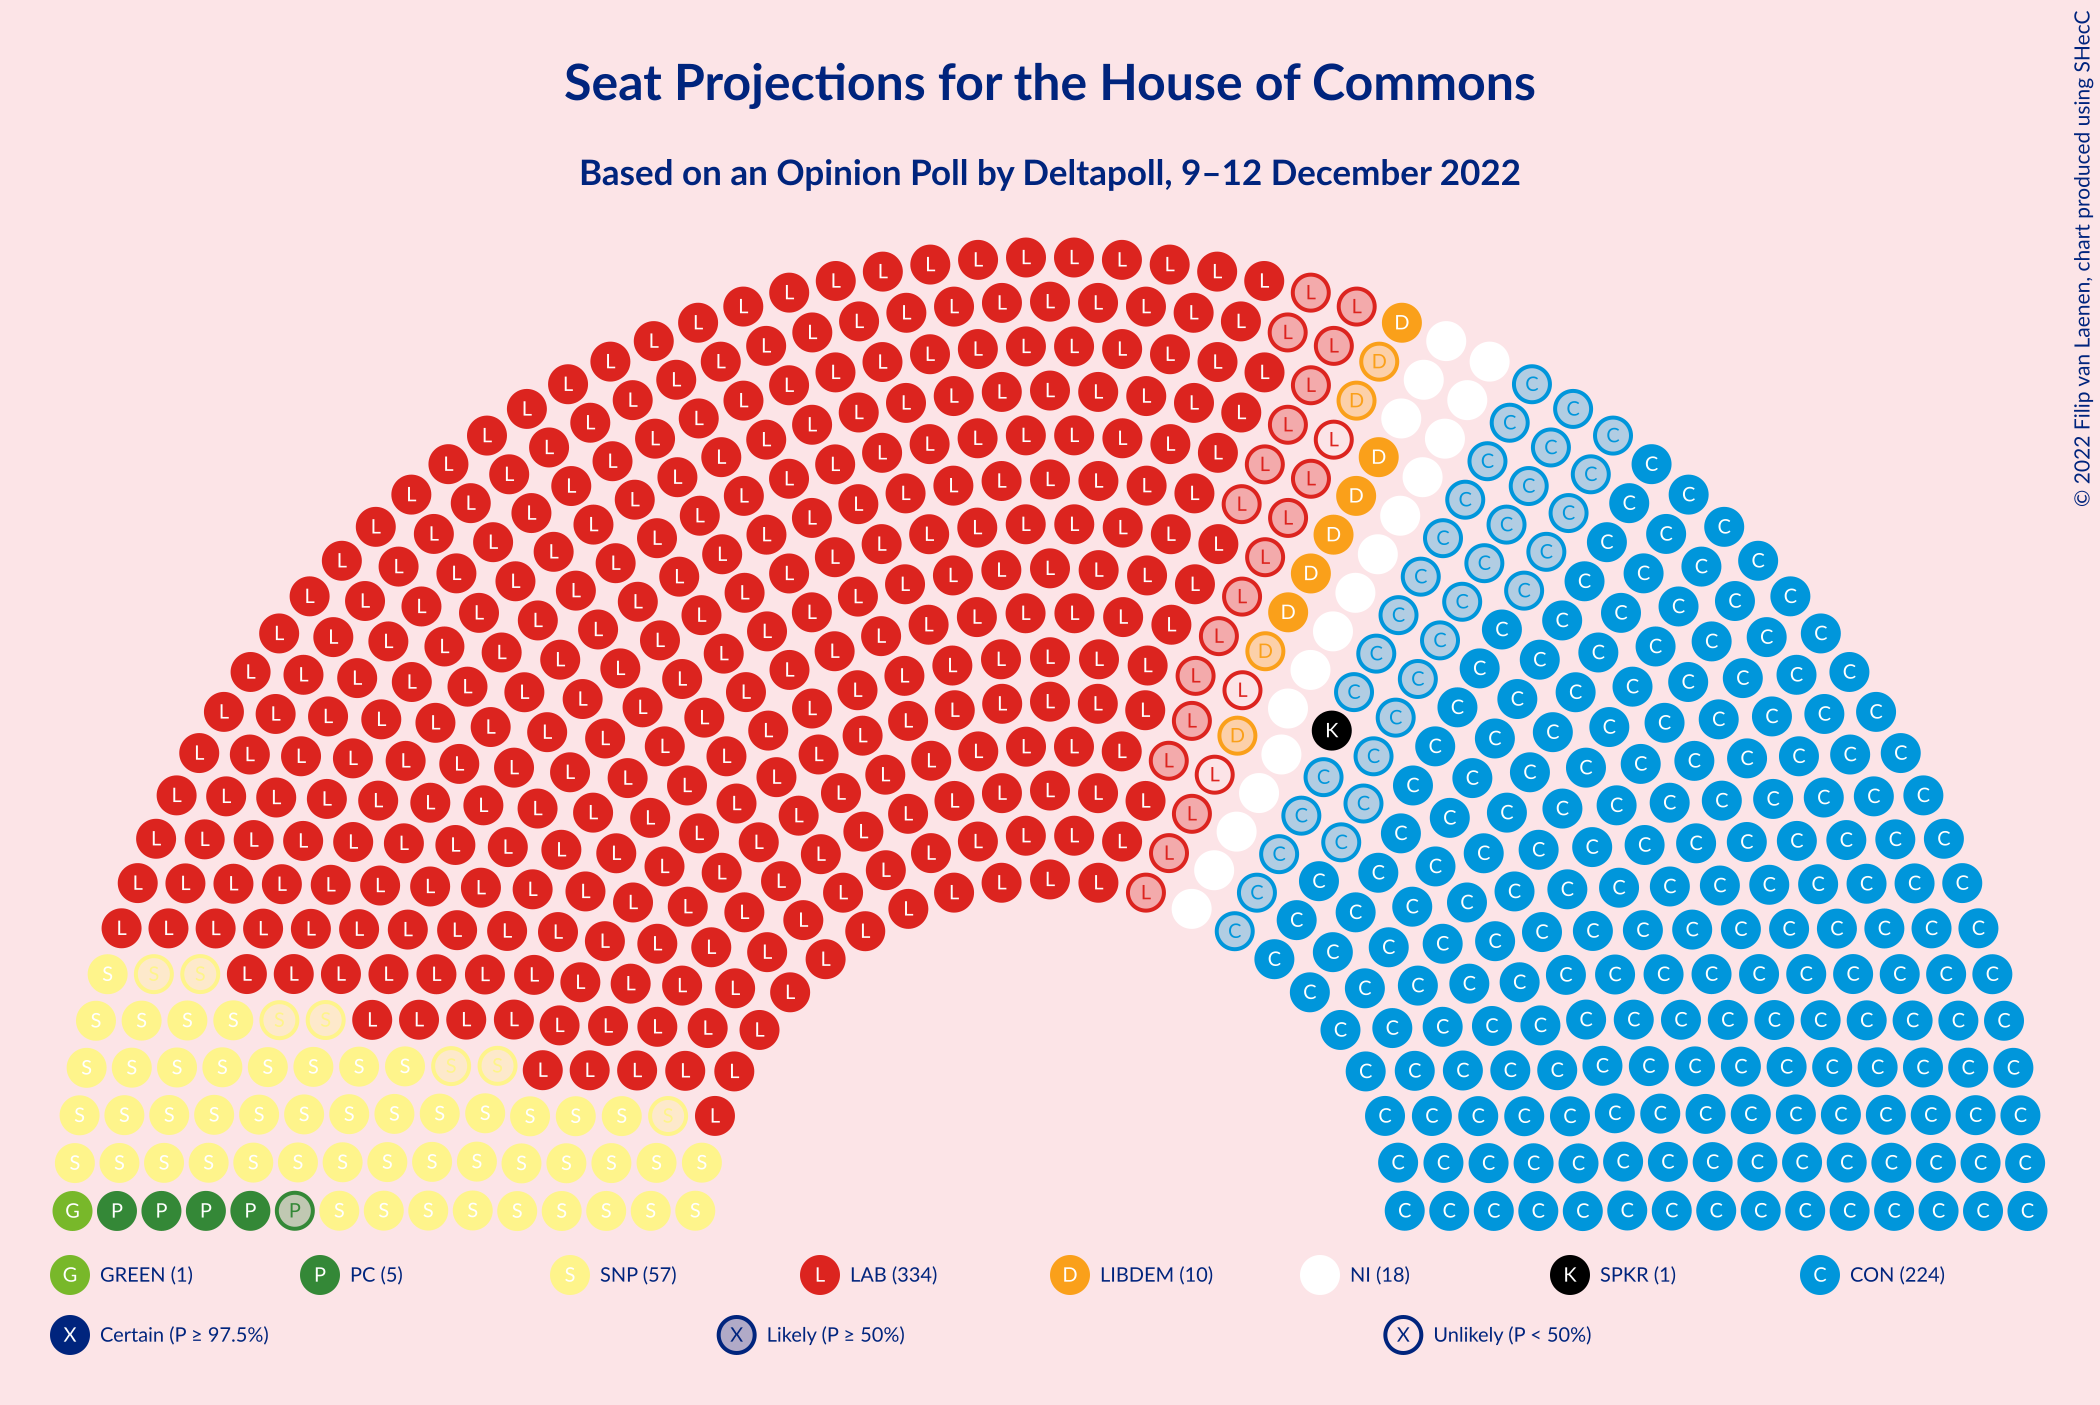 Seat Projections for the House of Commons
Based on an Opinion Poll by Deltapoll, 9–12 December 2022
© 2022 Filip van Laenen, chart produced using SHecC
G GREEN (1)
P PC (5)
S SNP (57)
L LAB (334)
D LIBDEM (10)
NI (18)
K SPKR (1)
C CON (224)
X Certain (P ≥ 97.5%)
X Likely (P ≥ 50%)
X Unlikely (P < 50%)